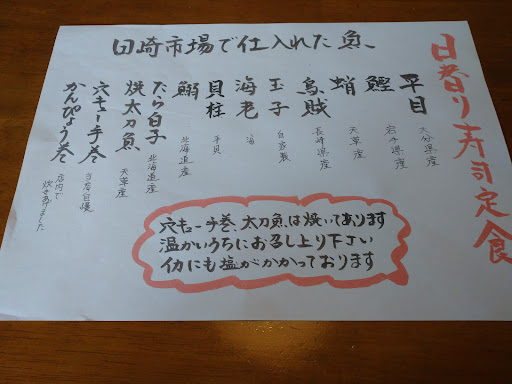 日替り寿司定食
田崎市場で仕入れた魚、
平目 大分県産
鰹 岩手県産
蛸 天草産
烏賊 長崎県産
玉子 自家製
海老 湯
貝柱 平貝
鰯 北海道産
たら白子 北海道産
焼太刀魚 天草産
穴キュー手巻 当店自慢
かんぴょう巻 店内で炊きあげました
穴キュー手巻、太刀魚は焼いてあります
温かいうちにお召し上り下さい
イカにも塩がかかっております